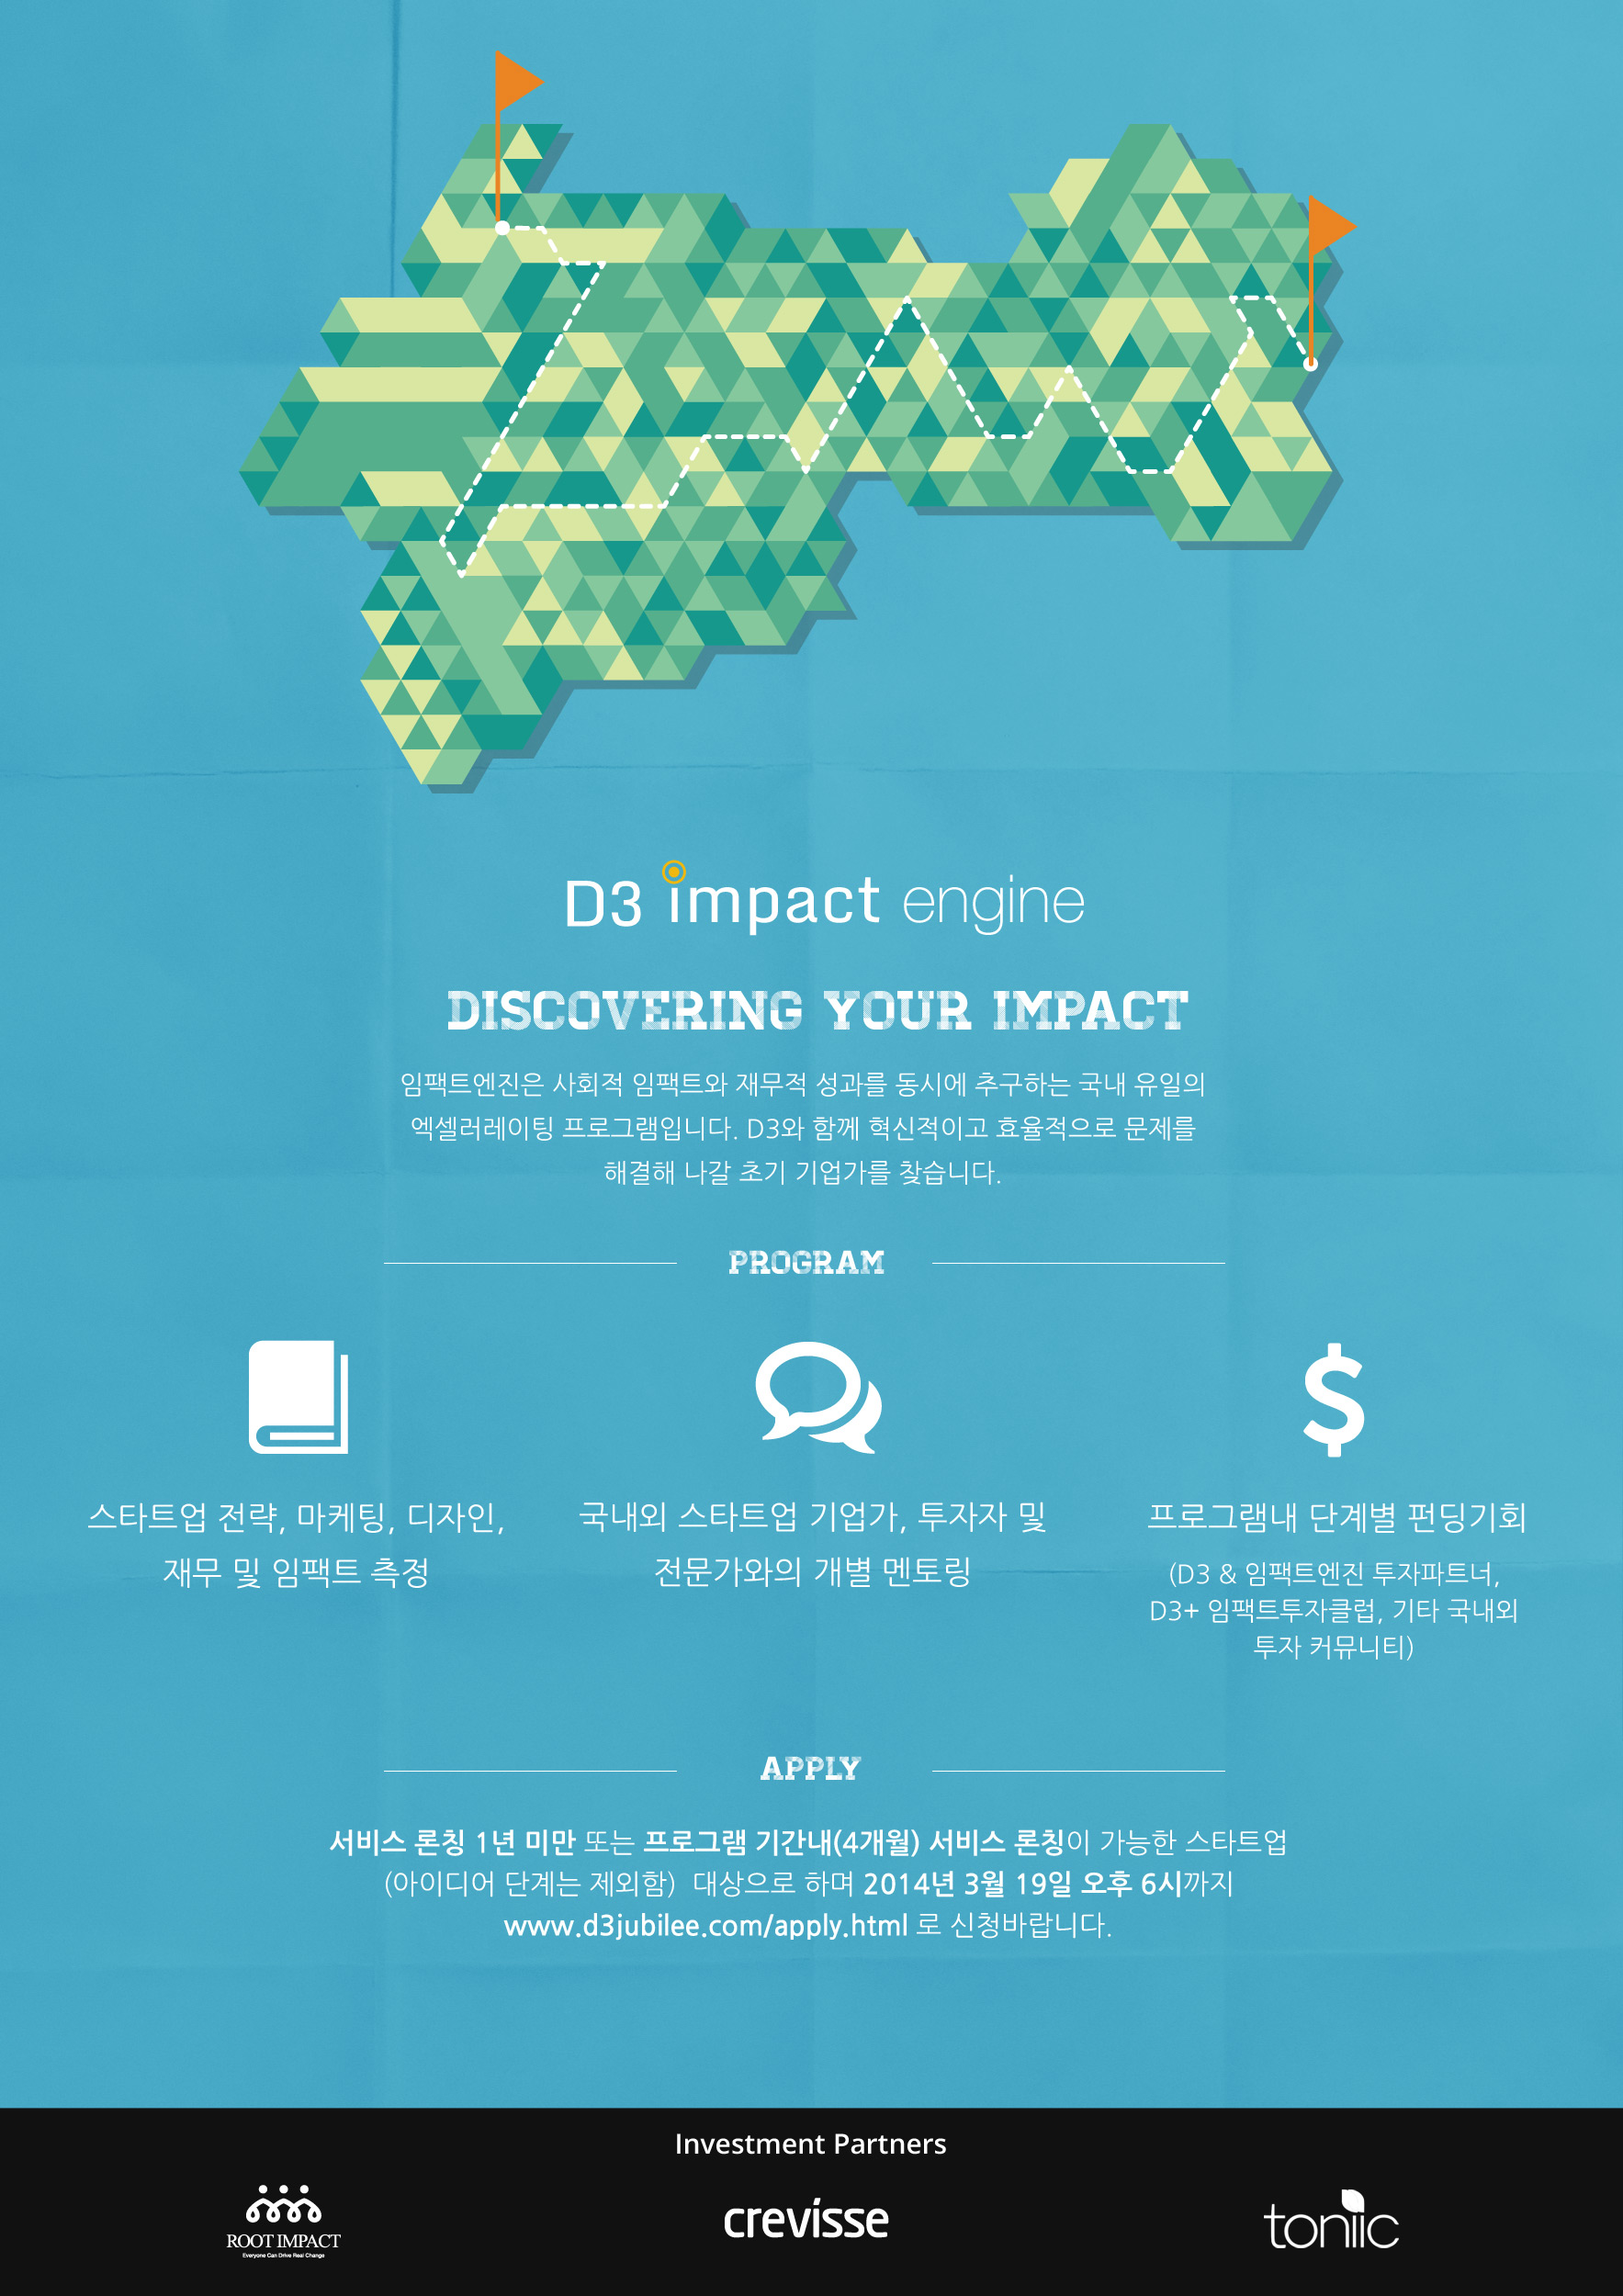 D3 impact engine
DISCOVERING YOUR IMPACT
임팩트엔진은 사회적 임팩트와 재무적 성과를 동시에 추구하는 국내 유일의
엑셀러레이팅 프로그램입니다. D3와 함께 혁신적이고 효율적으로 문제를
해결해 나갈 초기 기업가를 찾습니다.
PROGRAM
스타트업 전략, 마케팅, 디자인,
재무 및 임팩트 측정
국내외 스타트업 기업가, 투자자 및
전문가와의 개별 멘토링
프로그램내 단계별 펀딩기회
(D3 & 임팩트엔진 투자파트너,
D3+ 임팩트투자클럽, 기타 국내외
투자 커뮤니티)
APPLY
서비스 론칭 1년 미만 또는 프로그램 기간내(4개월) 서비스 론칭이 가능한 스타트업
(아이디어 단계는 제외함) 대상으로 하며 2014년 3월 19일 오후 6시까지
www.d3jubilee.com/apply.html 로 신청바랍니다.
Investment Partners
ROOT IMPACT
Everyone Can Drive Real Change
crevisse
toniic